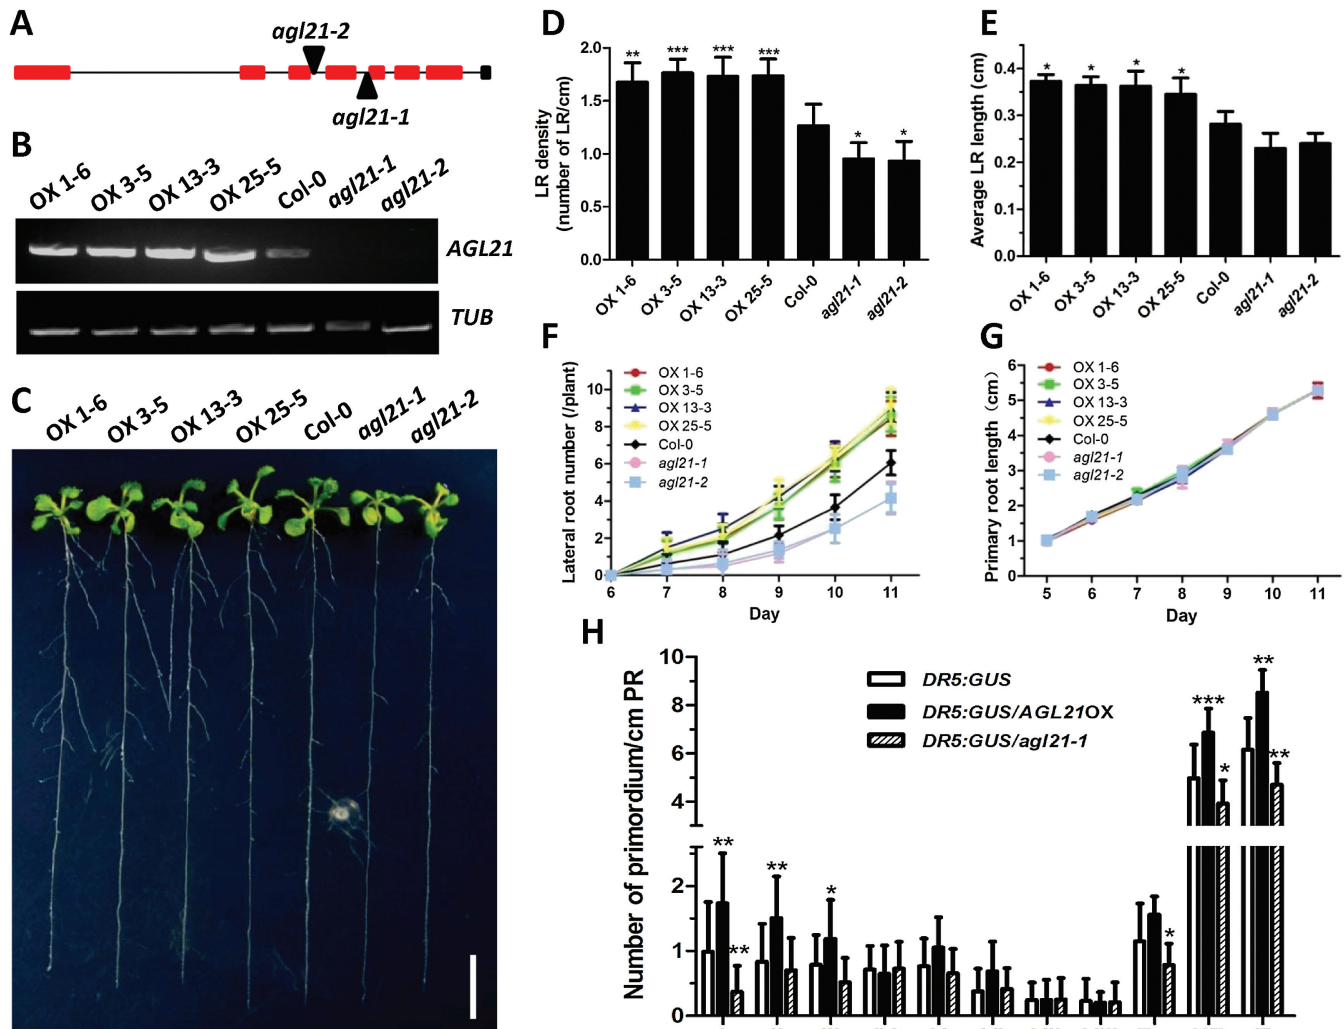 A
agl21-2
agl21-1
B
OX 1-6
OX 3-5
OX 13-3
OX 25-5
Col-0
agl21-1
agl21-2
AGL21
TUB
C
OX 1-6
OX 3-5
OX 13-3
OX 25-5
Col-0
agl21-1
agl21-2
D
LR density
(number of LR/cm)
2.0
1.5
1.0
0.5
0.0
**
***
***
***
*
*
OX 1-6
OX 3-5
OX 13-3
OX 25-5
Col-0
agl21-1
agl21-2
E
Average LR length (cm)
0.4
0.3
0.2
0.1
0.0
*
*
*
*
OX 1-6
OX 3-5
OX 13-3
OX 25-5
Col-0
agl21-1
agl21-2
F
Lateral root number (/plant)
10
8
6
4
2
0
OX 1-6
OX 3-5
OX 13-3
OX 25-5
Col-0
agl21-1
agl21-2
6 7 8 9 10 11
Day
G
Primary root length (cm)
6
5
4
3
2
1
0
OX 1-6
OX 3-5
OX 13-3
OX 25-5
Col-0
agl21-1
agl21-2
5 6 7 8 9 10 11
Day
H
Number of primordium/cm PR
10
8
6
4
2
1
0
DR5:GUS
DR5:GUS/AGL21OX
DR5:GUS/agl21-1
**
**
**
*
*
***
*
**
**